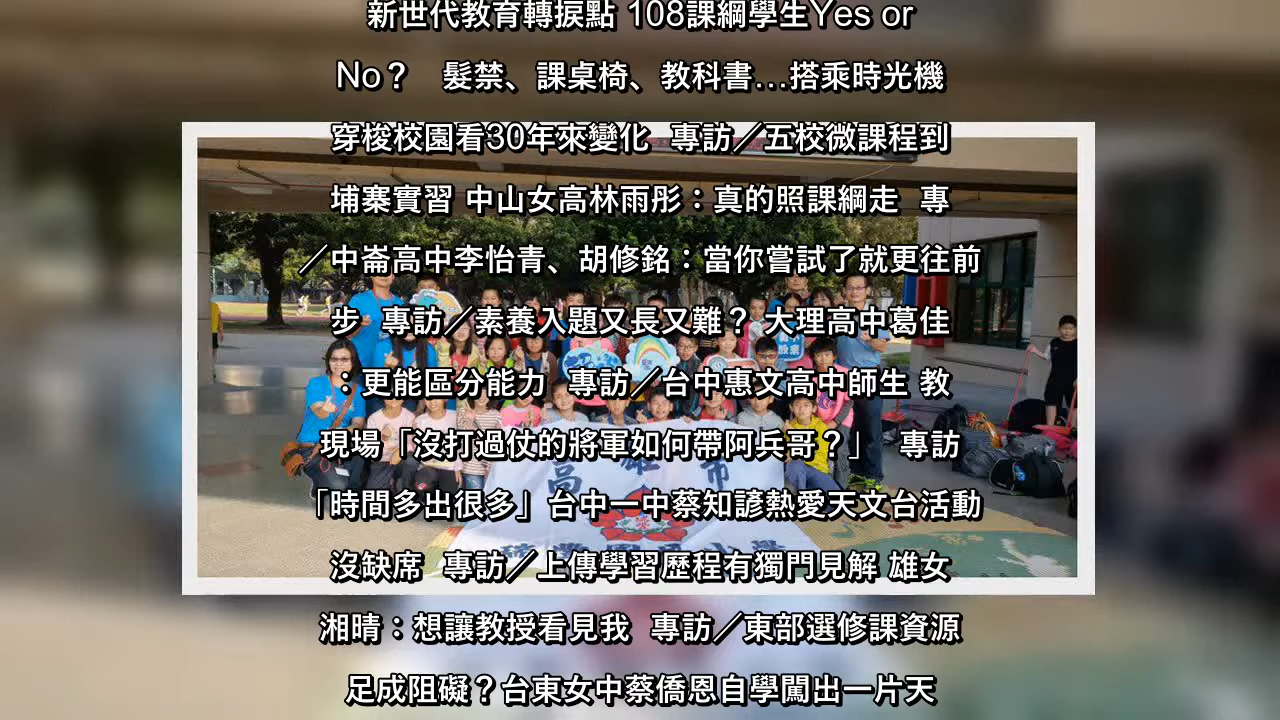 新世代教育轉捩點 108課綱學生Yes or
No？ 髮禁、課桌椅、教科書…搭乘時光機
穿梭校園看30年來變化 專訪／五校微課程到
埔寨實習 中山女高林雨彤：真的照課綱走 專
／中崙高中李怡青、胡修銘：當你嘗試了就更往前
步 專訪／素養入題又長又難？ 大理高中葛佳
：更能區分能力 專訪／台中惠文高中師生 教
現場「沒打過仗的將軍如何帶阿兵哥？」 專訪
「時間多出很多」台中一中蔡知諺熱愛天文台活動
沒缺席 專訪／上傳學習歷程有獨門見解 雄女
湘晴：想讓教授看見我 專訪／東部選修課資源
足成阻礙？台東女中蔡僑恩自學闖出一片天
高雄市